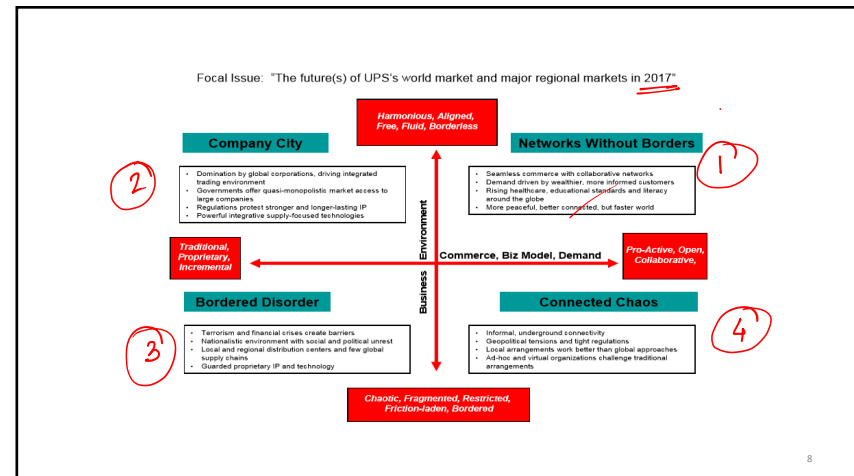 Focal Issue: "The future(s) of UPS's world market and major regional markets in 2017"
Harmonious, Aligned,
Free, Fluid, Borderless
Company City
Networks Without Borders
1
2
• Domination by global corporations, driving integrated
trading environment
• Governments offer quasi-monopolistic market access to
large companies
• Regulations protect stronger and longer-lasting IP
• Powerful integrative supply-focused technologies
• Seamless commerce with collaborative networks
• Demand driven by wealthier, more informed customers
• Rising healthcare, educational standards and literacy
around the globe
• More peaceful, better connected, but faster world
Traditional,
Proprietary,
Incremental
Business Environment
Commerce, Biz Model, Demand
Pro-Active, Open,
Collaborative,
Bordered Disorder
Connected Chaos
3
• Terrorism and financial crises create barriers
• Nationalistic environment with social and political unrest
• Local and regional distribution centers and few global
supply chains
• Guarded proprietary IP and technology
• Informal, underground connectivity
• Geopolitical tensions and tight regulations
• Local arrangements work better than global approaches
• Ad-hoc and virtual organizations challenge traditional
arrangements
4
Chaotic, Fragmented, Restricted,
Friction-laden, Bordered
8